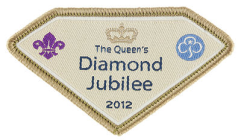 The Queen's
Diamond
Jubilee
2012